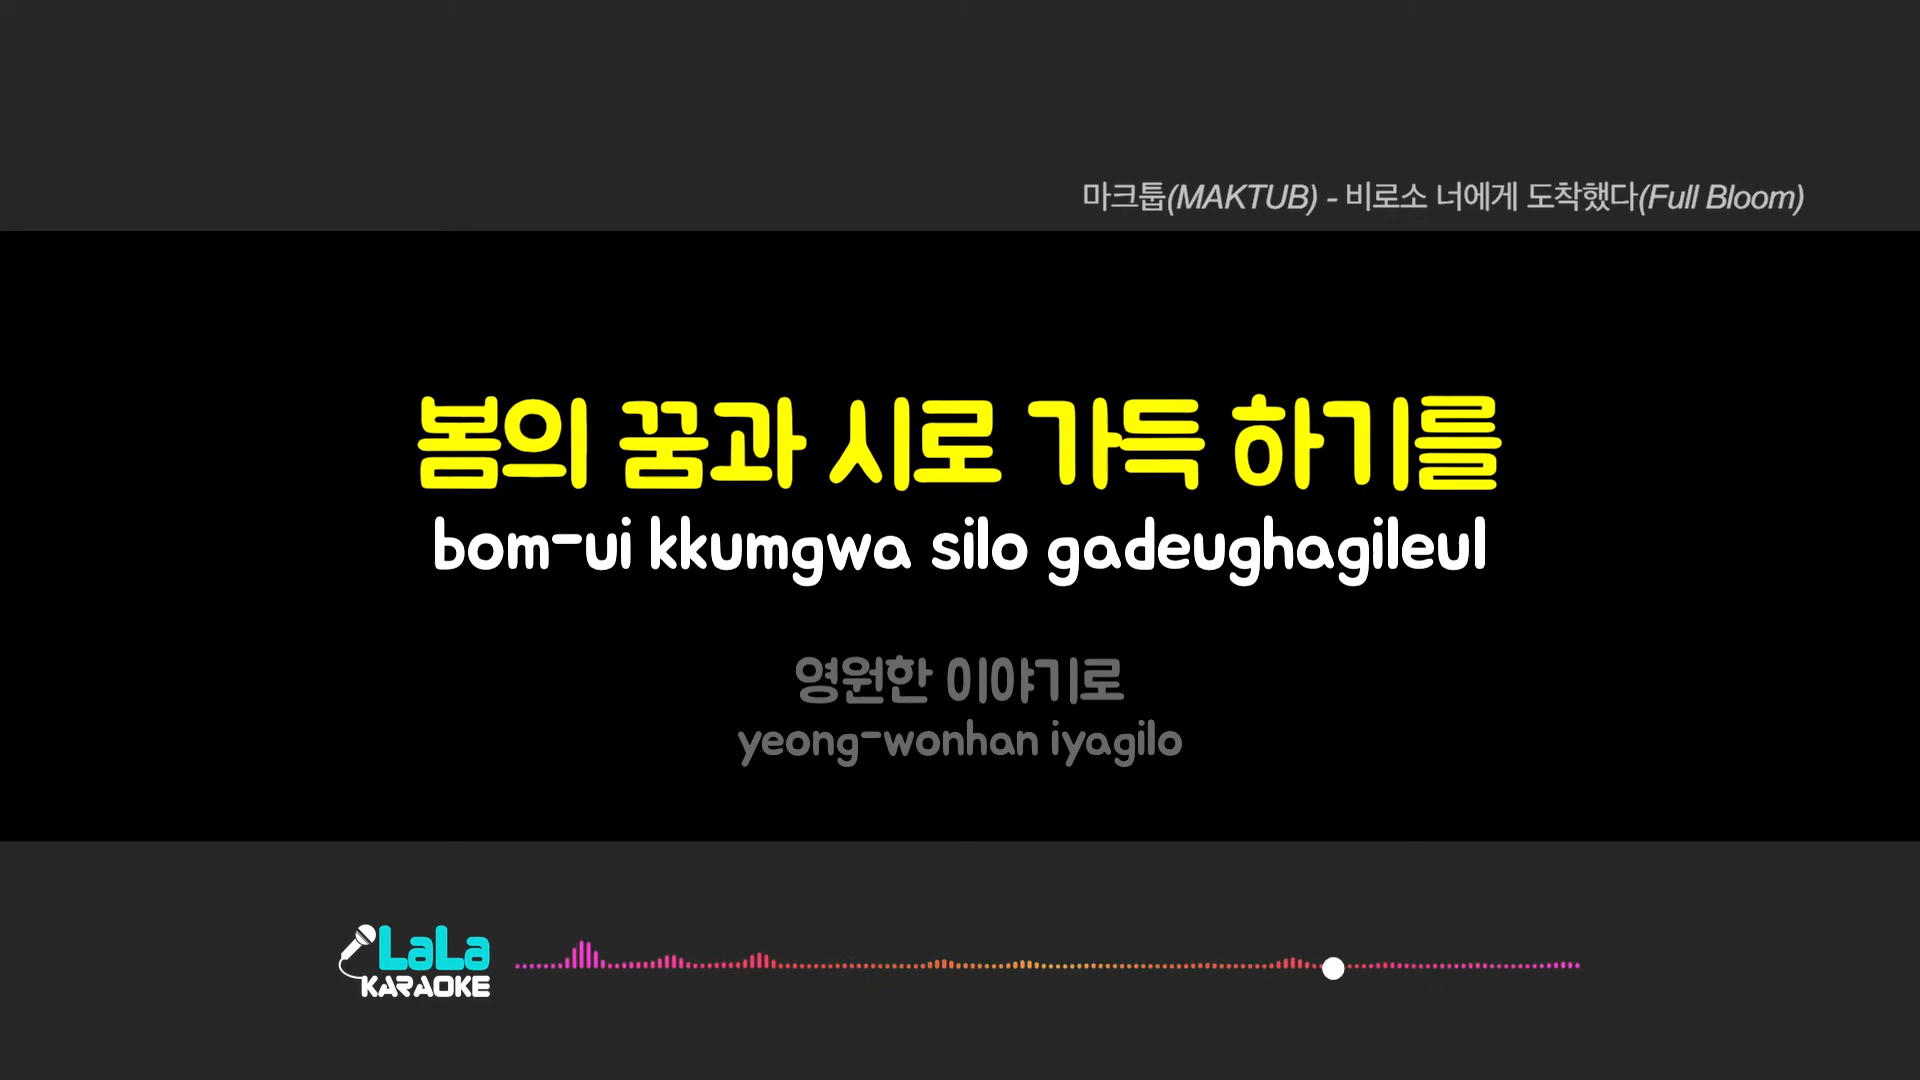 마크툽(MAKTUB) - 비로소 너에게 도착했다(Full Bloom)
봄의 꿈과 시로 가득 하기를
bom-ui kkumgwa silo gadeughagileul
영원한 이야기로
yeong-wonhan iyagilo
LaLa
KARAOKE